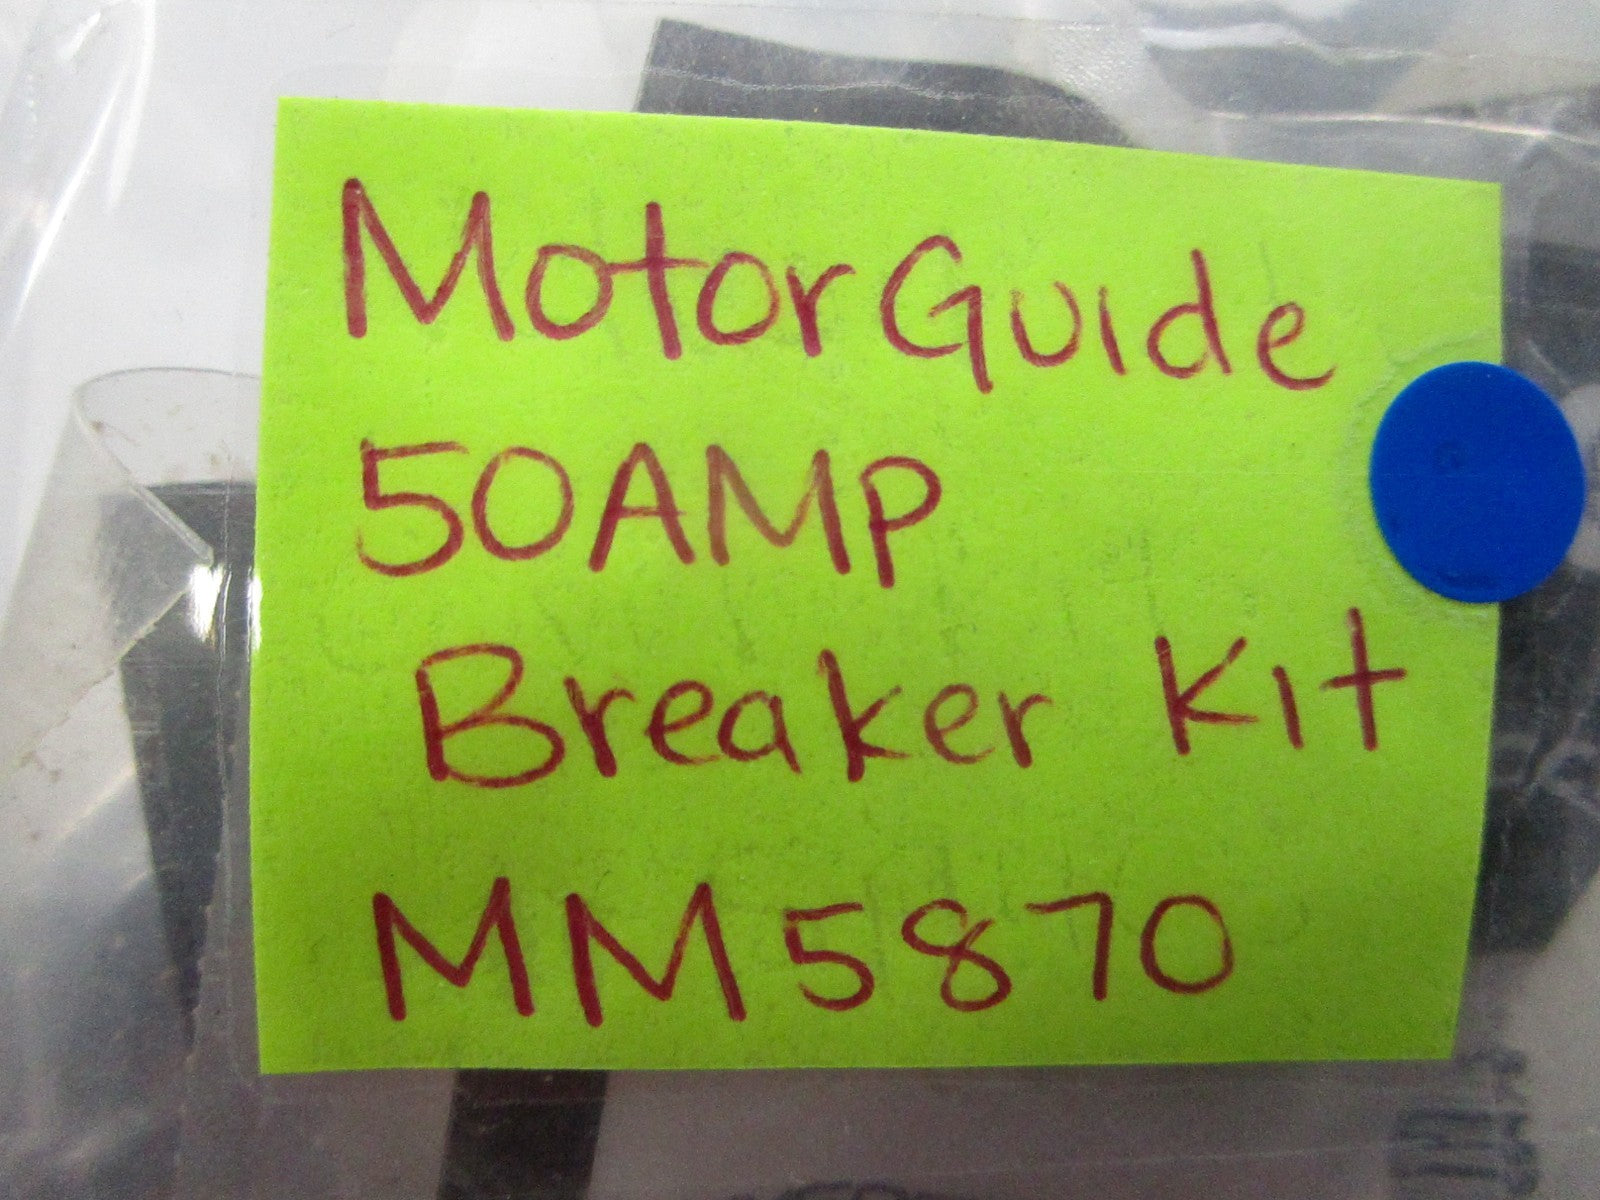 MotorGuide
50AMP
Breaker Kit
MM5870